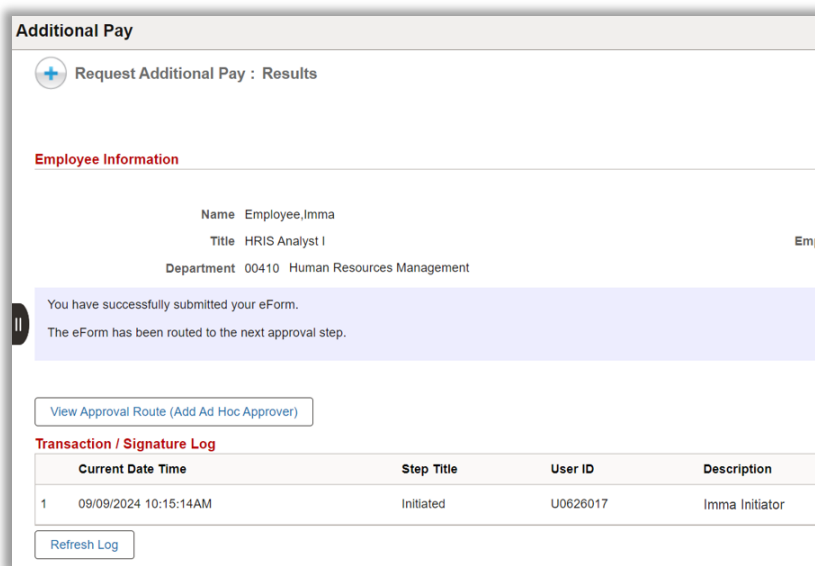 Additional Pay
Request Additional Pay : Results
Employee Information
Name Employee,Imma
Title HRIS Analyst I
Emp
Department 00410 Human Resources Management
You have successfully submitted your eForm.
The eForm has been routed to the next approval step.
View Approval Route (Add Ad Hoc Approver)
Transaction / Signature Log
Current Date Time Step Title User ID Description
1 09/09/2024 10:15:14AM Initiated U0626017 Imma Initiator
Refresh Log